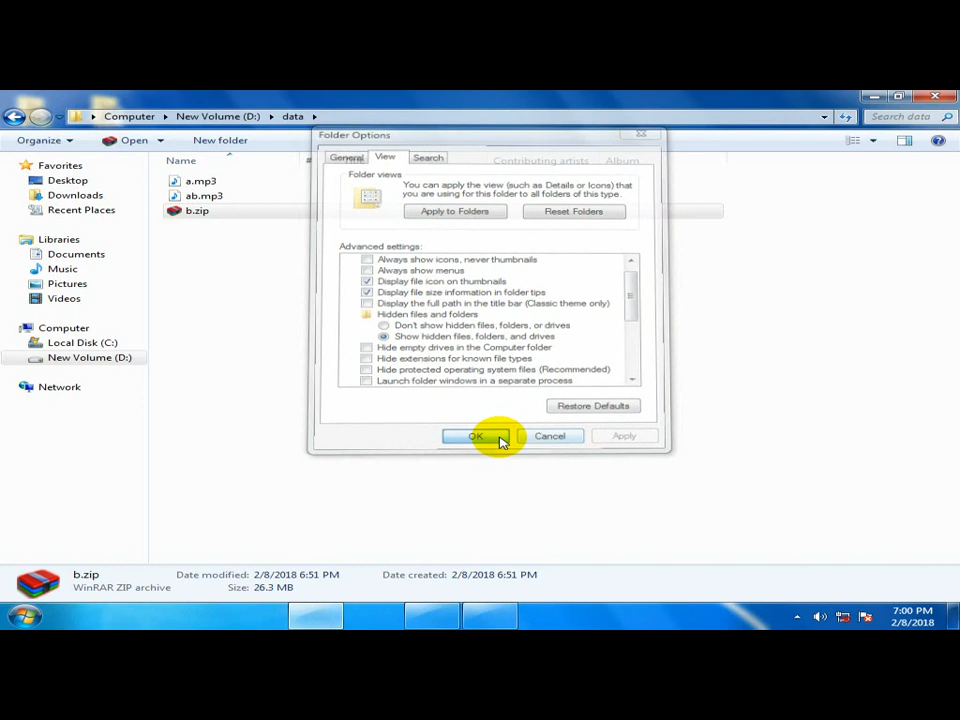 Computer New Volume (D:) data Search data
Organize Open New folder
Folder Options
General View Search
Name # Contributing artists Album
Favorites
Desktop
Downloads
Recent Places
Libraries
Documents
Music
Pictures
Videos
Computer
Local Disk (C:)
New Volume (D:)
Network
a.mp3
ab.mp3
b.zip
Folder views
You can apply the view (such as Details or Icons) that
you are using for this folder to all folders of this type.
Apply to Folders Reset Folders
Advanced settings:
Always show icons, never thumbnails
Always show menus
Display file icon on thumbnails
Display file size information in folder tips
Display the full path in the title bar (Classic theme only)
Hidden files and folders
Don't show hidden files, folders, or drives
Show hidden files, folders, and drives
Hide empty drives in the Computer folder
Hide extensions for known file types
Hide protected operating system files (Recommended)
Launch folder windows in a separate process
Restore Defaults
OK Cancel Apply
b.zip Date modified: 2/8/2018 6:51 PM Date created: 2/8/2018 6:51 PM
WinRAR ZIP archive Size: 26.3 MB
7:00 PM
2/8/2018